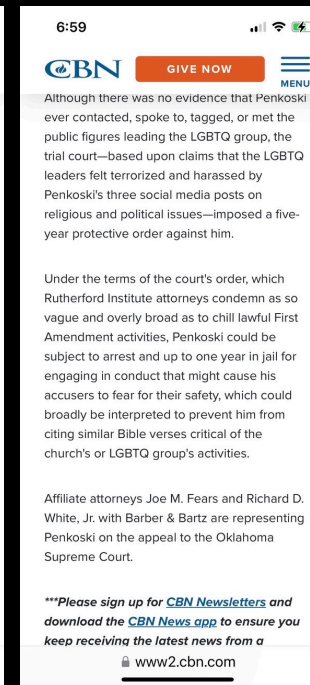 6:59
CBN
GIVE NOW
MENU
Although there was no evidence that Penkoski
ever contacted, spoke to, tagged, or met the
public figures leading the LGBTQ group, the
trial court—based upon claims that the LGBTQ
leaders felt terrorized and harassed by
Penkoski's three social media posts on
religious and political issues—imposed a five-
year protective order against him.
Under the terms of the court's order, which
Rutherford Institute attorneys condemn as so
vague and overly broad as to chill lawful First
Amendment activities, Penkoski could be
subject to arrest and up to one year in jail for
engaging in conduct that might cause his
accusers to fear for their safety, which could
broadly be interpreted to prevent him from
citing similar Bible verses critical of the
church's or LGBTQ group's activities.
Affiliate attorneys Joe M. Fears and Richard D.
White, Jr. with Barber & Bartz are representing
Penkoski on the appeal to the Oklahoma
Supreme Court.
***Please sign up for CBN Newsletters and
download the CBN News app to ensure you
keep receiving the latest news from a
www2.cbn.com